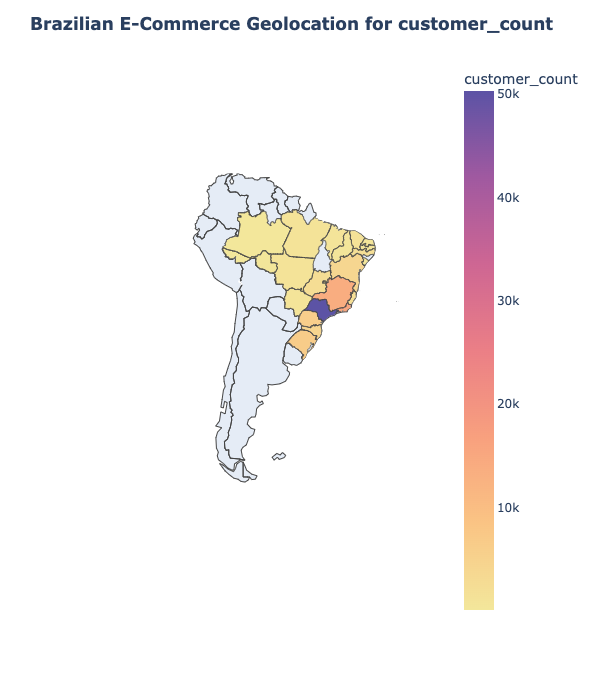 Brazilian E-Commerce Geolocation for customer_count
customer_count
50k
40k
30k
20k
10k